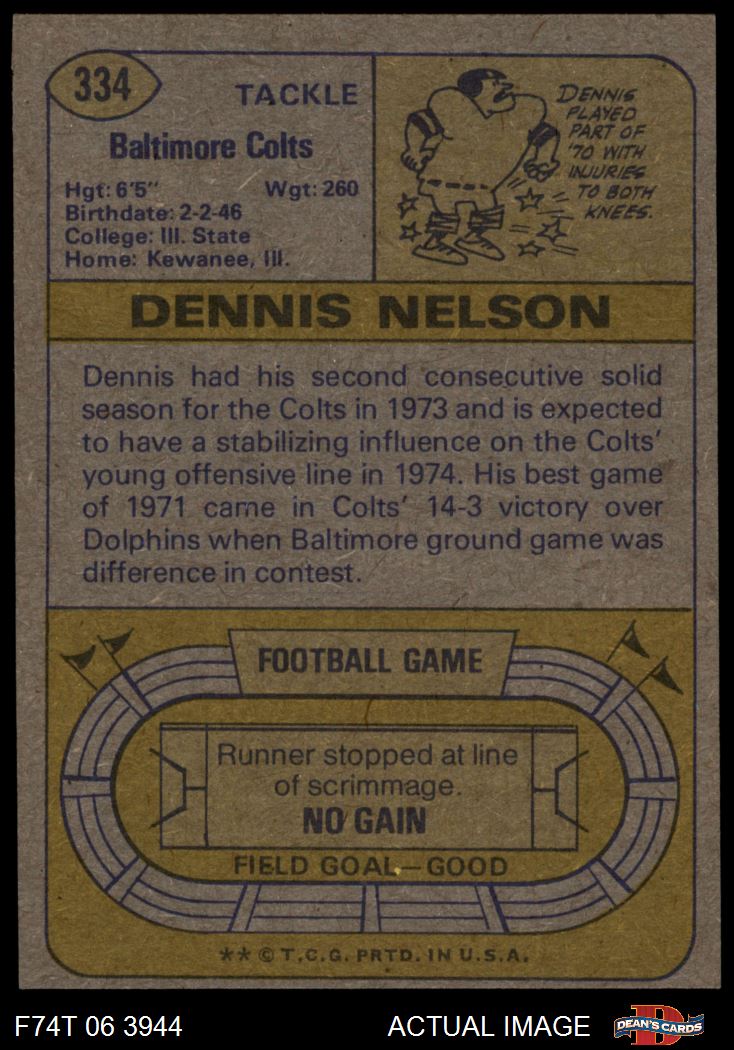 334
TACKLE
Baltimore Colts
Hgt: 6'5" Wgt: 260
Birthdate: 2-2-46
College: Ill. State
Home: Kewanee, Ill.
DENNIS
PLAYED
PART OF
'70 WITH
INJURIES
TO BOTH
KNEES.
DENNIS NELSON
Dennis had his second consecutive solid
season for the Colts in 1973 and is expected
to have a stabilizing influence on the Colts'
young offensive line in 1974. His best game
of 1971 came in Colts' 14-3 victory over
Dolphins when Baltimore ground game was
difference in contest.
FOOTBALL GAME
Runner stopped at line
of scrimmage.
NO GAIN
FIELD GOAL—GOOD
** © T.C.G. PRTD. IN U.S.A.
F74T 06 3944 ACTUAL IMAGE
D
DEAN'S CARDS